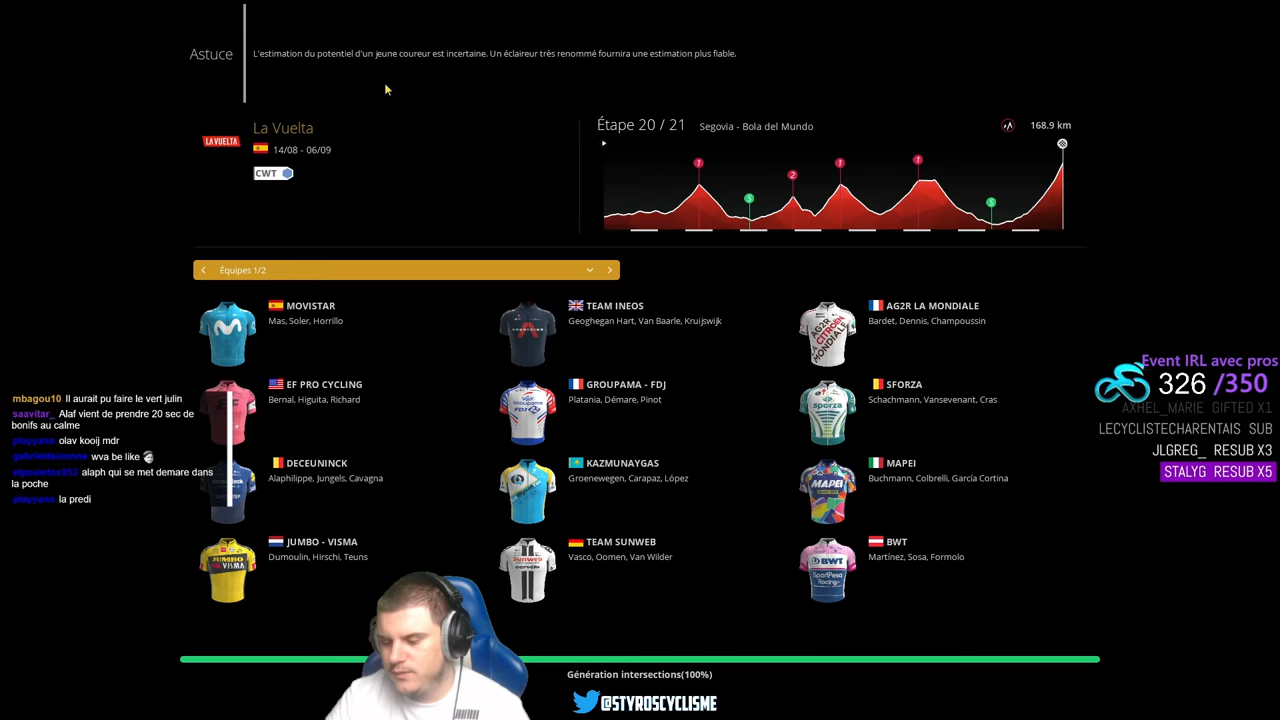 Astuce
L'estimation du potentiel d'un jeune coureur est incertaine. Un éclaireur très renommé fournira une estimation plus fiable.
LA VUELTA
La Vuelta
14/08 - 06/09
CWT
Étape 20 / 21 Segovia - Bola del Mundo 168.9 km
1
S
2
1
1
S
Équipes 1/2
MOVISTAR
Mas, Soler, Horrillo
TEAM INEOS
Geoghegan Hart, Van Baarle, Kruijswijk
AG2R LA MONDIALE
Bardet, Dennis, Champoussin
EF PRO CYCLING
Bernal, Higuita, Richard
GROUPAMA - FDJ
Platania, Démare, Pinot
SFORZA
Schachmann, Vansevenant, Cras
DECEUNINCK
Alaphilippe, Jungels, Cavagna
KAZMUNAYGAS
Groenewegen, Carapaz, López
MAPEI
Buchmann, Colbrelli, García Cortina
JUMBO - VISMA
Dumoulin, Hirschi, Teuns
TEAM SUNWEB
Vasco, Oomen, Van Wilder
BWT
Martínez, Sosa, Formolo
mbagou10 Il aurait pu faire le vert julin
saavitar_ Alaf vient de prendre 20 sec de
bonifs au calme
playyann olav kooij mdr
wva be like
alaph qui se met demare dans
la poche
playyann la predi
Event IRL avec pros
326 /350
AXHEL_MARIE GIFTED X1
LECYCLISTECHARENTAIS SUB
JLGREG_ RESUB X3
STALYG RESUB X5
Génération intersections(100%)
@STYROSCYCLISME